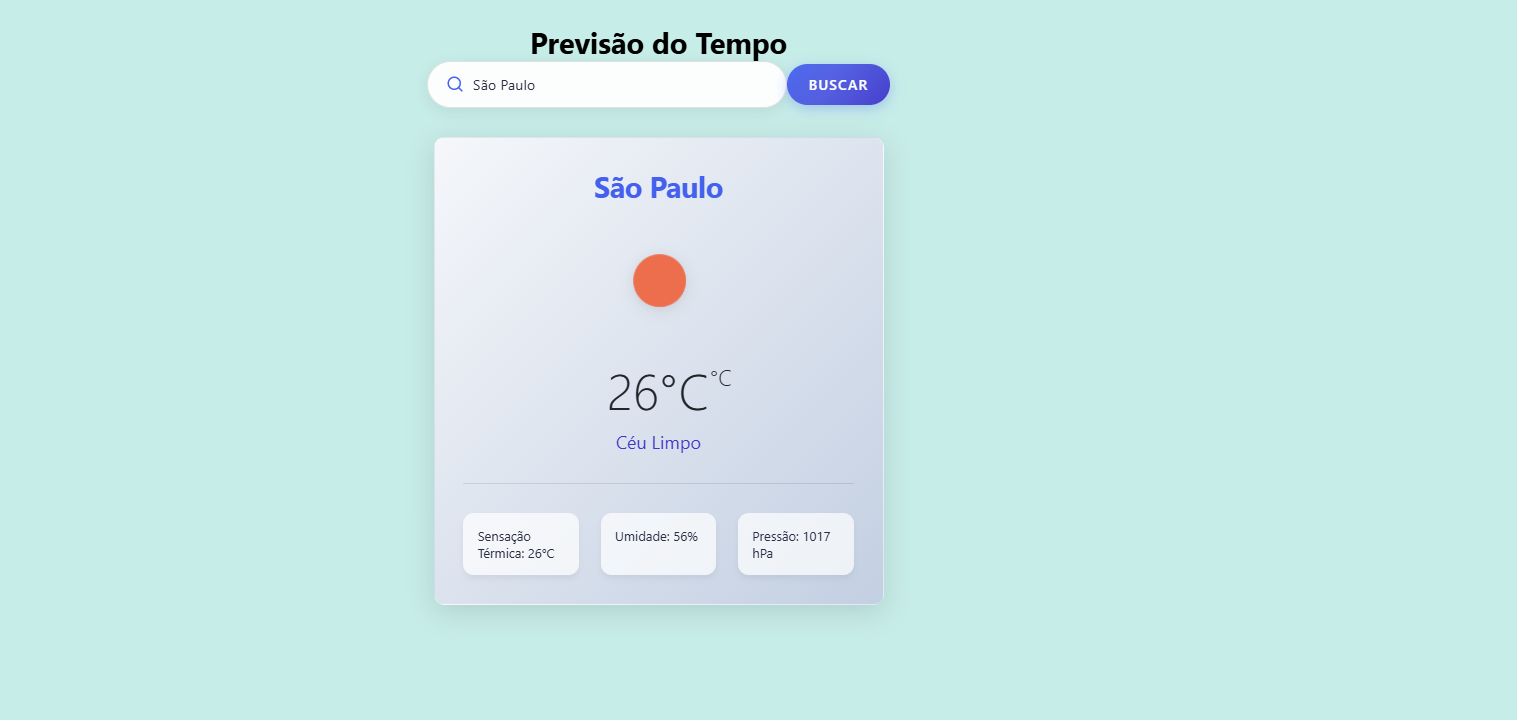 Previsão do Tempo
São Paulo
BUSCAR
São Paulo
26°C°C
Céu Limpo
Sensação
Térmica: 26°C
Umidade: 56%
Pressão: 1017
hPa